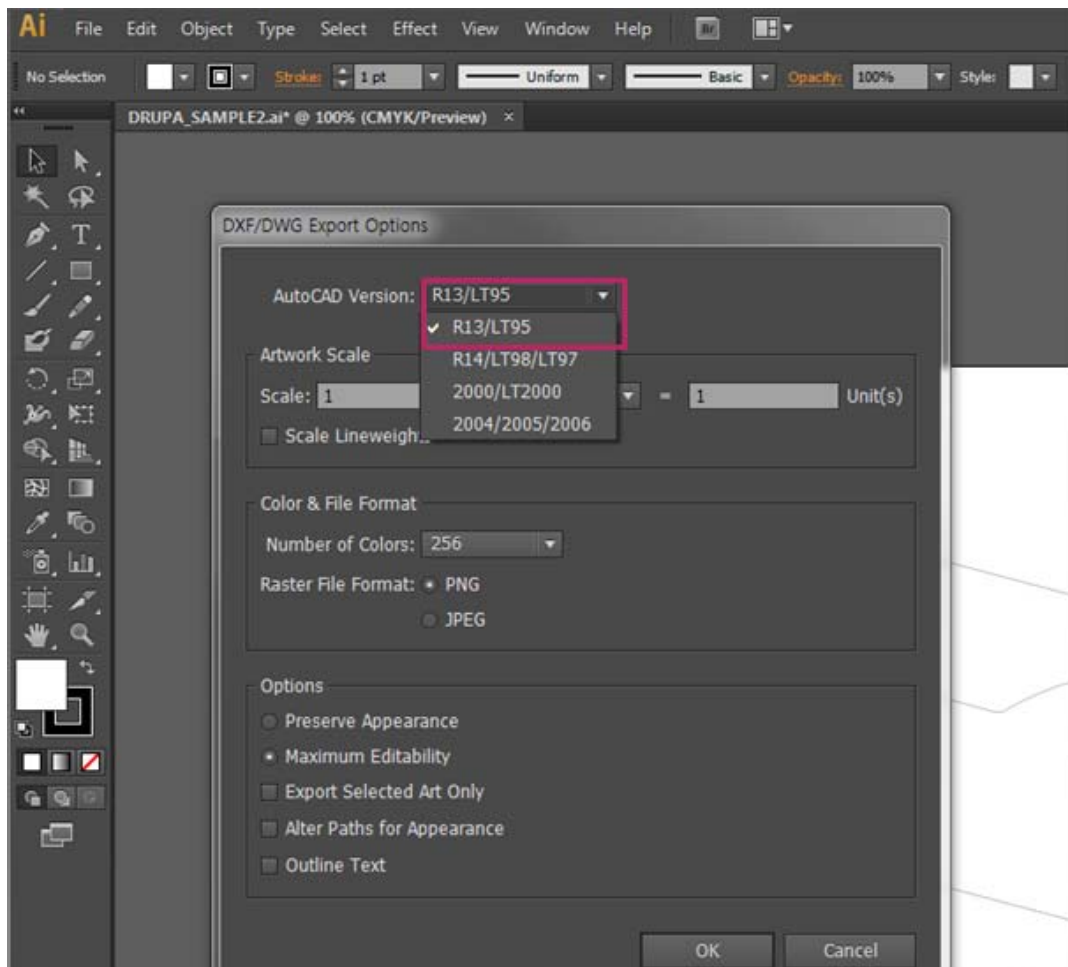 Ai File Edit Object Type Select Effect View Window Help Br
No Selection Stroke: 1 pt Uniform Basic Opacity: 100% Style:
DRUPA_SAMPLE2.ai* @ 100% (CMYK/Preview) ×
DXF/DWG Export Options
AutoCAD Version: R13/LT95
R13/LT95
R14/LT98/LT97
2000/LT2000
2004/2005/2006
Artwork Scale
Scale: 1 = 1 Unit(s)
Scale Lineweigh
Color & File Format
Number of Colors: 256
Raster File Format: PNG
JPEG
Options
Preserve Appearance
Maximum Editability
Export Selected Art Only
Alter Paths for Appearance
Outline Text
OK Cancel